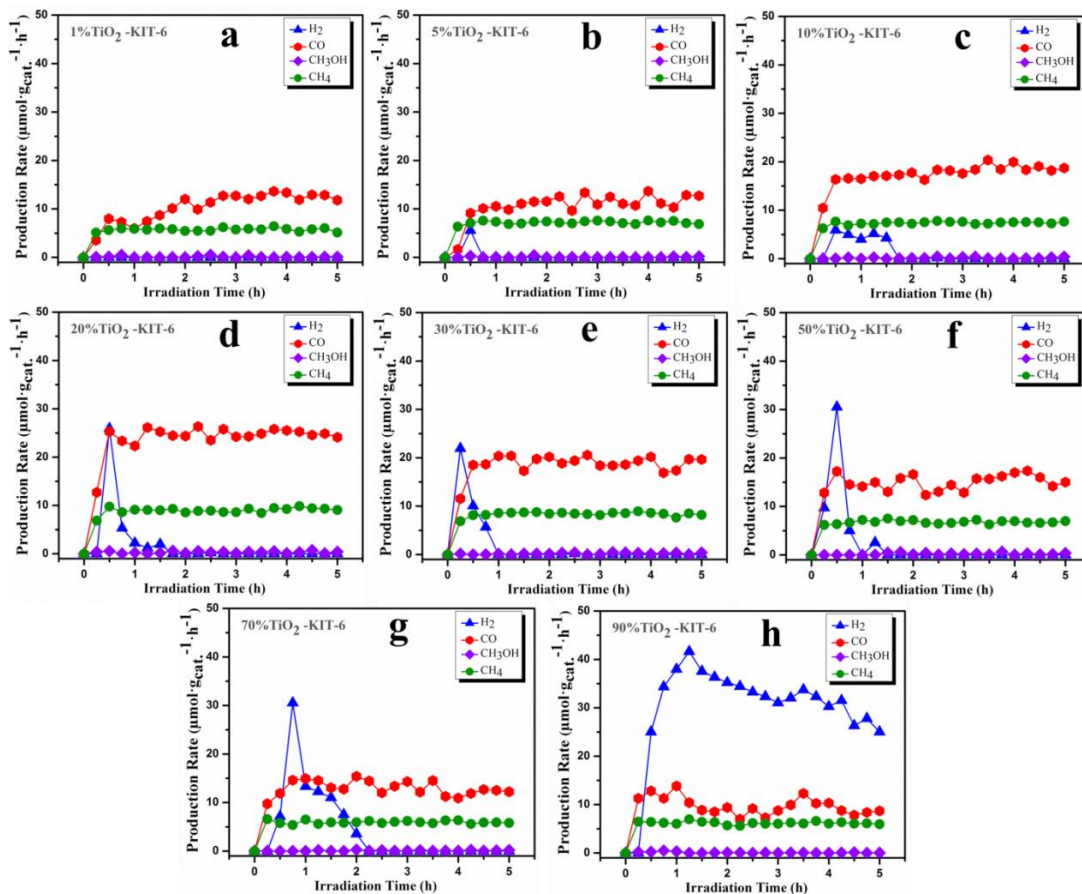 1%TiO2 -KIT-6
a
H2
CO
CH3OH
CH4
Production Rate (μmol·gcat.-1·h-1)
50
40
30
20
10
0
0 1 2 3 4 5
Irradiation Time (h)
5%TiO2 -KIT-6
b
H2
CO
CH3OH
CH4
Production Rate (μmol·gcat.-1·h-1)
50
40
30
20
10
0
0 1 2 3 4 5
Irradiation Time (h)
10%TiO2 -KIT-6
c
H2
CO
CH3OH
CH4
Production Rate (μmol·gcat.-1·h-1)
50
40
30
20
10
0
0 1 2 3 4 5
Irradiation Time (h)
20%TiO2 -KIT-6
d
H2
CO
CH3OH
CH4
Production Rate (μmol·gcat.-1·h-1)
50
40
30
20
10
0
0 1 2 3 4 5
Irradiation Time (h)
30%TiO2 -KIT-6
e
H2
CO
CH3OH
CH4
Production Rate (μmol·gcat.-1·h-1)
50
40
30
20
10
0
0 1 2 3 4 5
Irradiation Time (h)
50%TiO2 -KIT-6
f
H2
CO
CH3OH
CH4
Production Rate (μmol·gcat.-1·h-1)
50
40
30
20
10
0
0 1 2 3 4 5
Irradiation Time (h)
70%TiO2 -KIT-6
g
H2
CO
CH3OH
CH4
Production Rate (μmol·gcat.-1·h-1)
50
40
30
20
10
0
0 1 2 3 4 5
Irradiation Time (h)
90%TiO2 -KIT-6
h
H2
CO
CH3OH
CH4
Production Rate (μmol·gcat.-1·h-1)
50
40
30
20
10
0
0 1 2 3 4 5
Irradiation Time (h)